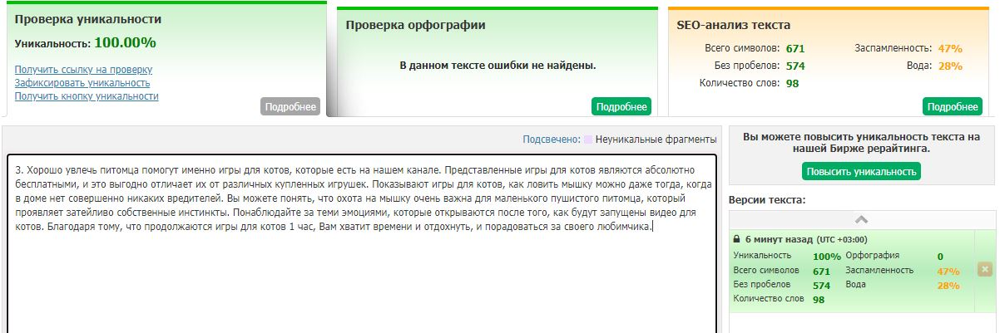 Проверка уникальности
Уникальность: 100.00%
Получить ссылку на проверку
Зафиксировать уникальность
Получить кнопку уникальности
Подробнее
Проверка орфографии
В данном тексте ошибки не найдены.
Подробнее
SEO-анализ текста
Всего символов: 671
Без пробелов: 574
Количество слов: 98
Заспамленность: 47%
Вода: 28%
Подробнее
Подсвечено: Неуникальные фрагменты
3. Хорошо увлечь питомца помогут именно игры для котов, которые есть на нашем канале. Представленные игры для котов являются абсолютно
бесплатными, и это выгодно отличает их от различных купленных игрушек. Показывают игры для котов, как ловить мышку можно даже тогда, когда
в доме нет совершенно никаких вредителей. Вы можете понять, что охота на мышку очень важна для маленького пушистого питомца, который
проявляет затейливо собственные инстинкты. Понаблюдайте за теми эмоциями, которые открываются после того, как будут запущены видео для
котов. Благодаря тому, что продолжаются игры для котов 1 час, Вам хватит времени и отдохнуть, и порадоваться за своего любимчика.
Вы можете повысить уникальность текста на
нашей Бирже рерайтинга.
Повысить уникальность
Версии текста:
6 минут назад (UTC +03:00)
Уникальность 100% Орфография 0
Всего символов 671 Заспамленность 47%
Без пробелов 574 Вода 28%
Количество слов 98